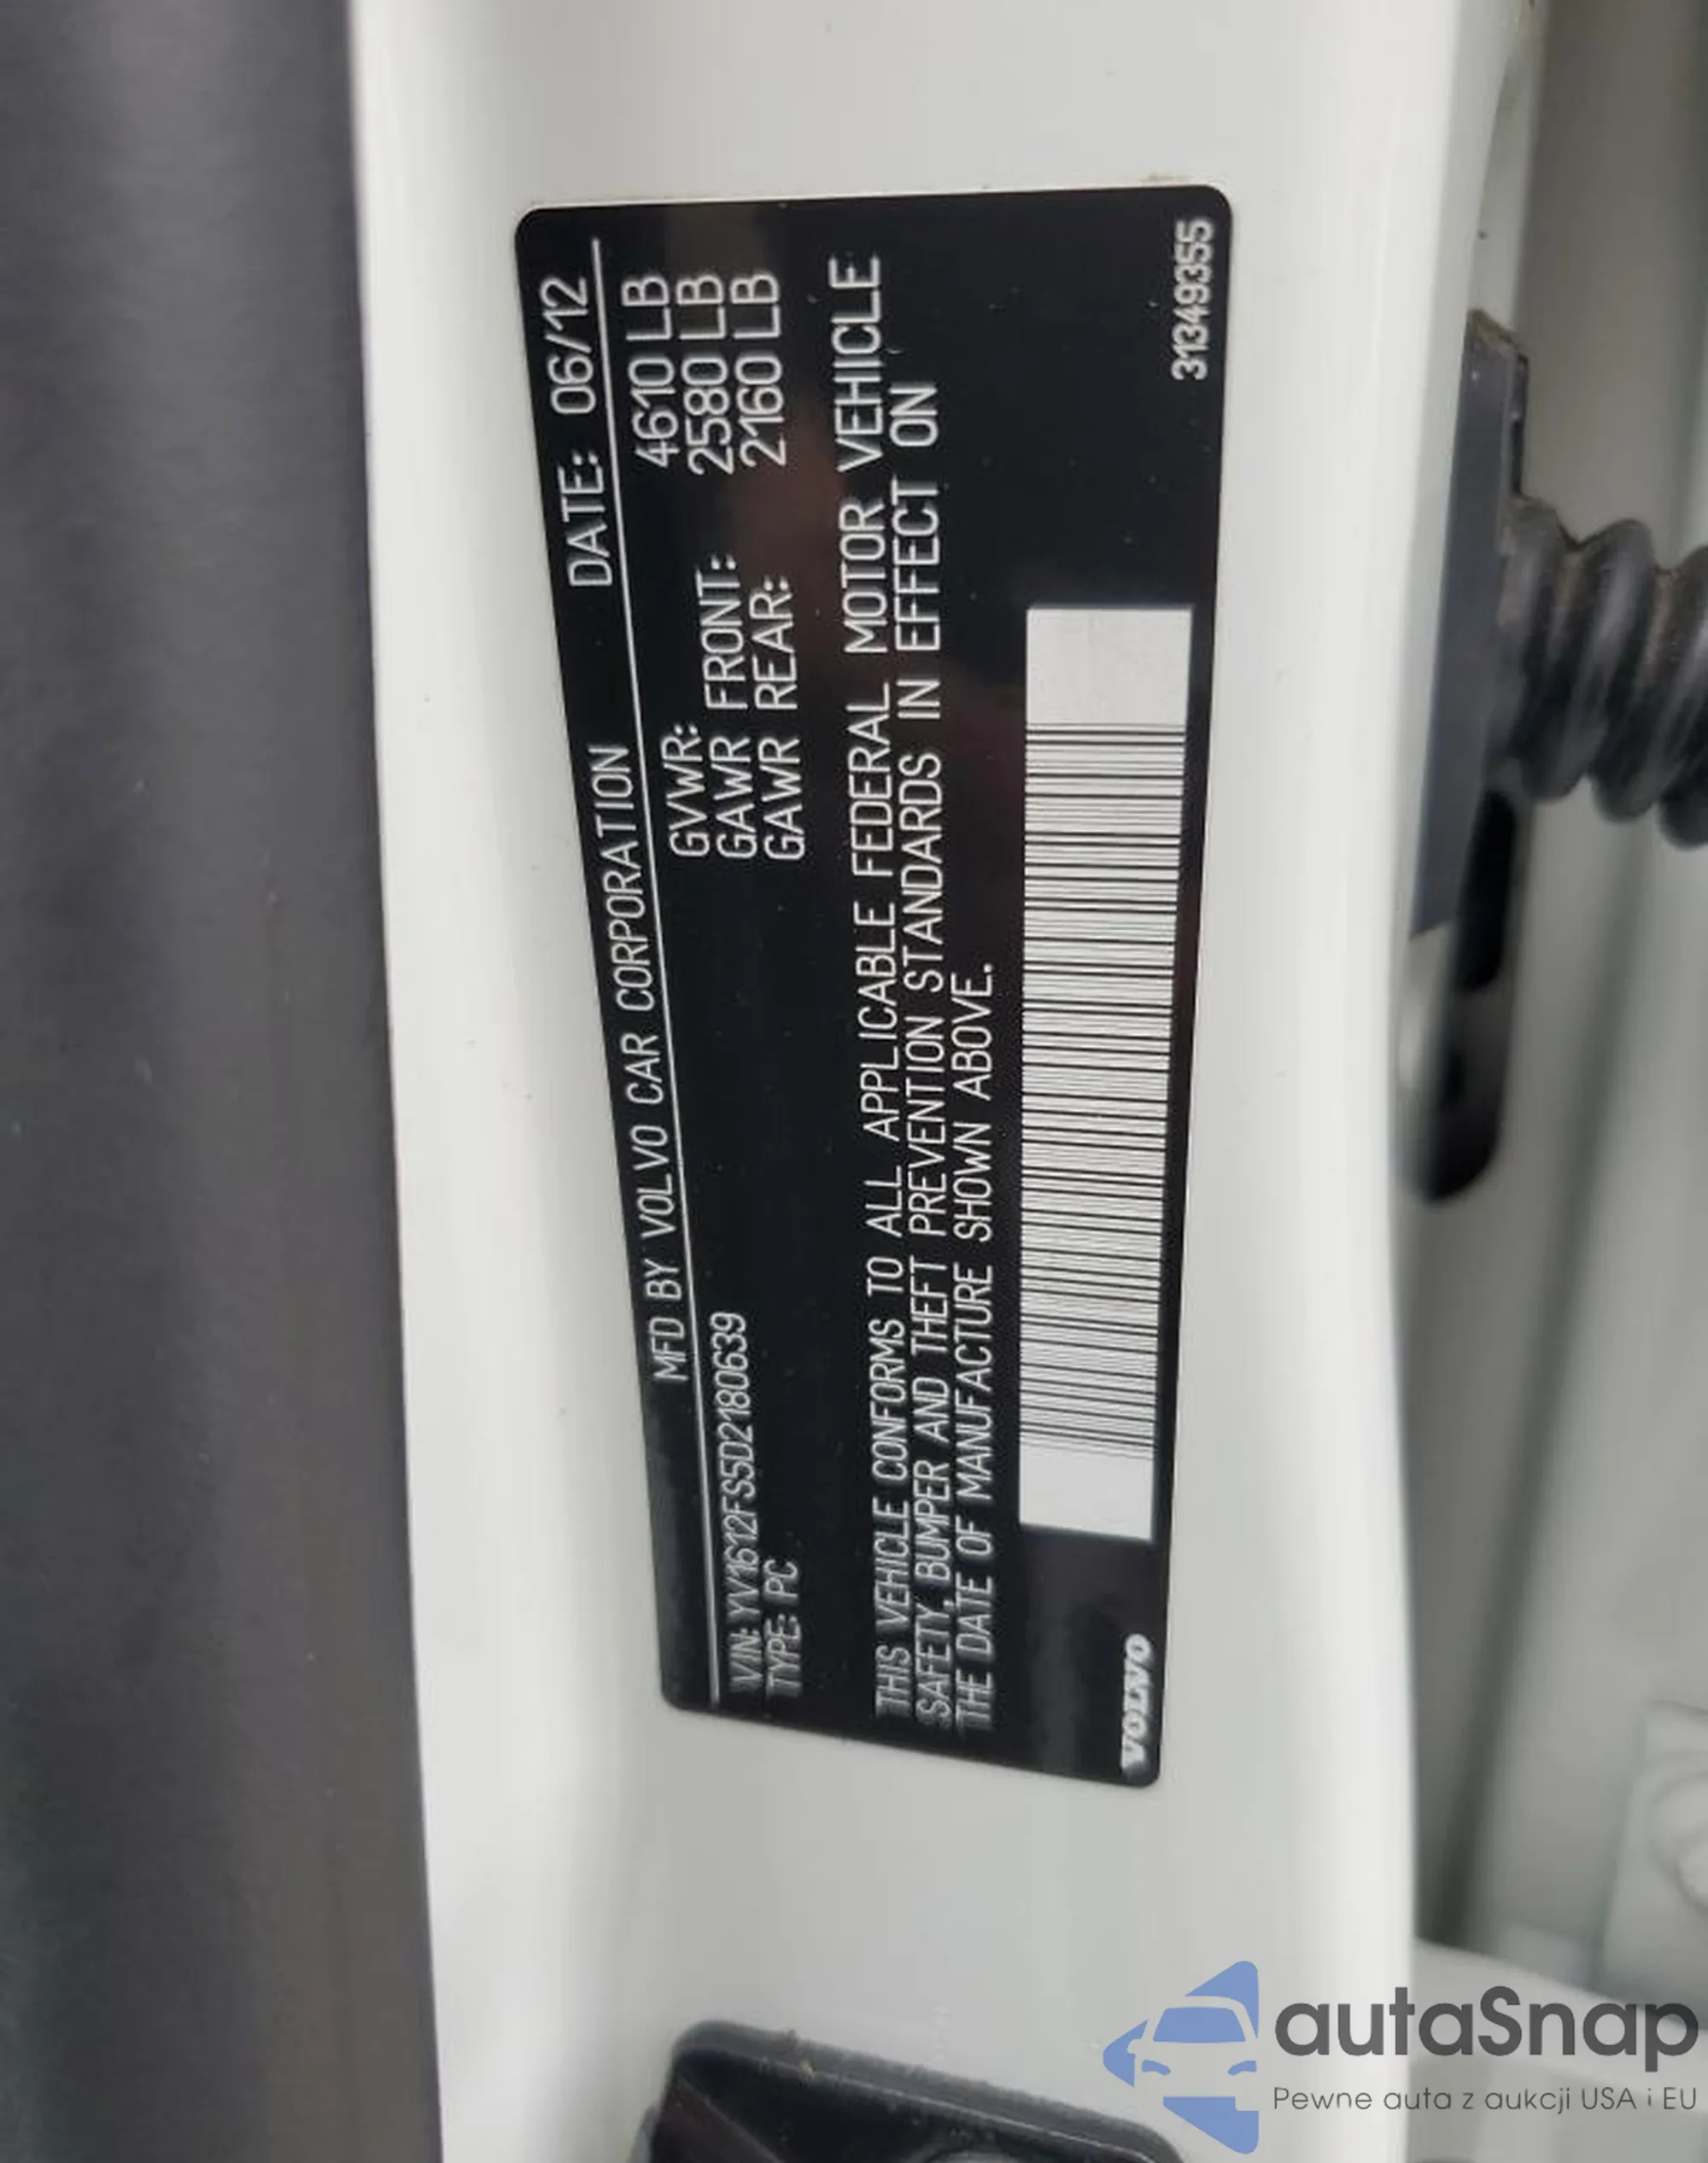 MFD BY VOLVO CAR CORPORATION DATE: 06/12
VIN: YV1612FS5D2180639
TYPE: PC
GVWR: 4610 LB
GAWR FRONT: 2580 LB
GAWR REAR: 2160 LB
THIS VEHICLE CONFORMS TO ALL APPLICABLE FEDERAL MOTOR VEHICLE
SAFETY, BUMPER AND THEFT PREVENTION STANDARDS IN EFFECT ON
THE DATE OF MANUFACTURE SHOWN ABOVE.
VOLVO
31349355
autaSnap
Pewne auta z aukcji USA i EU